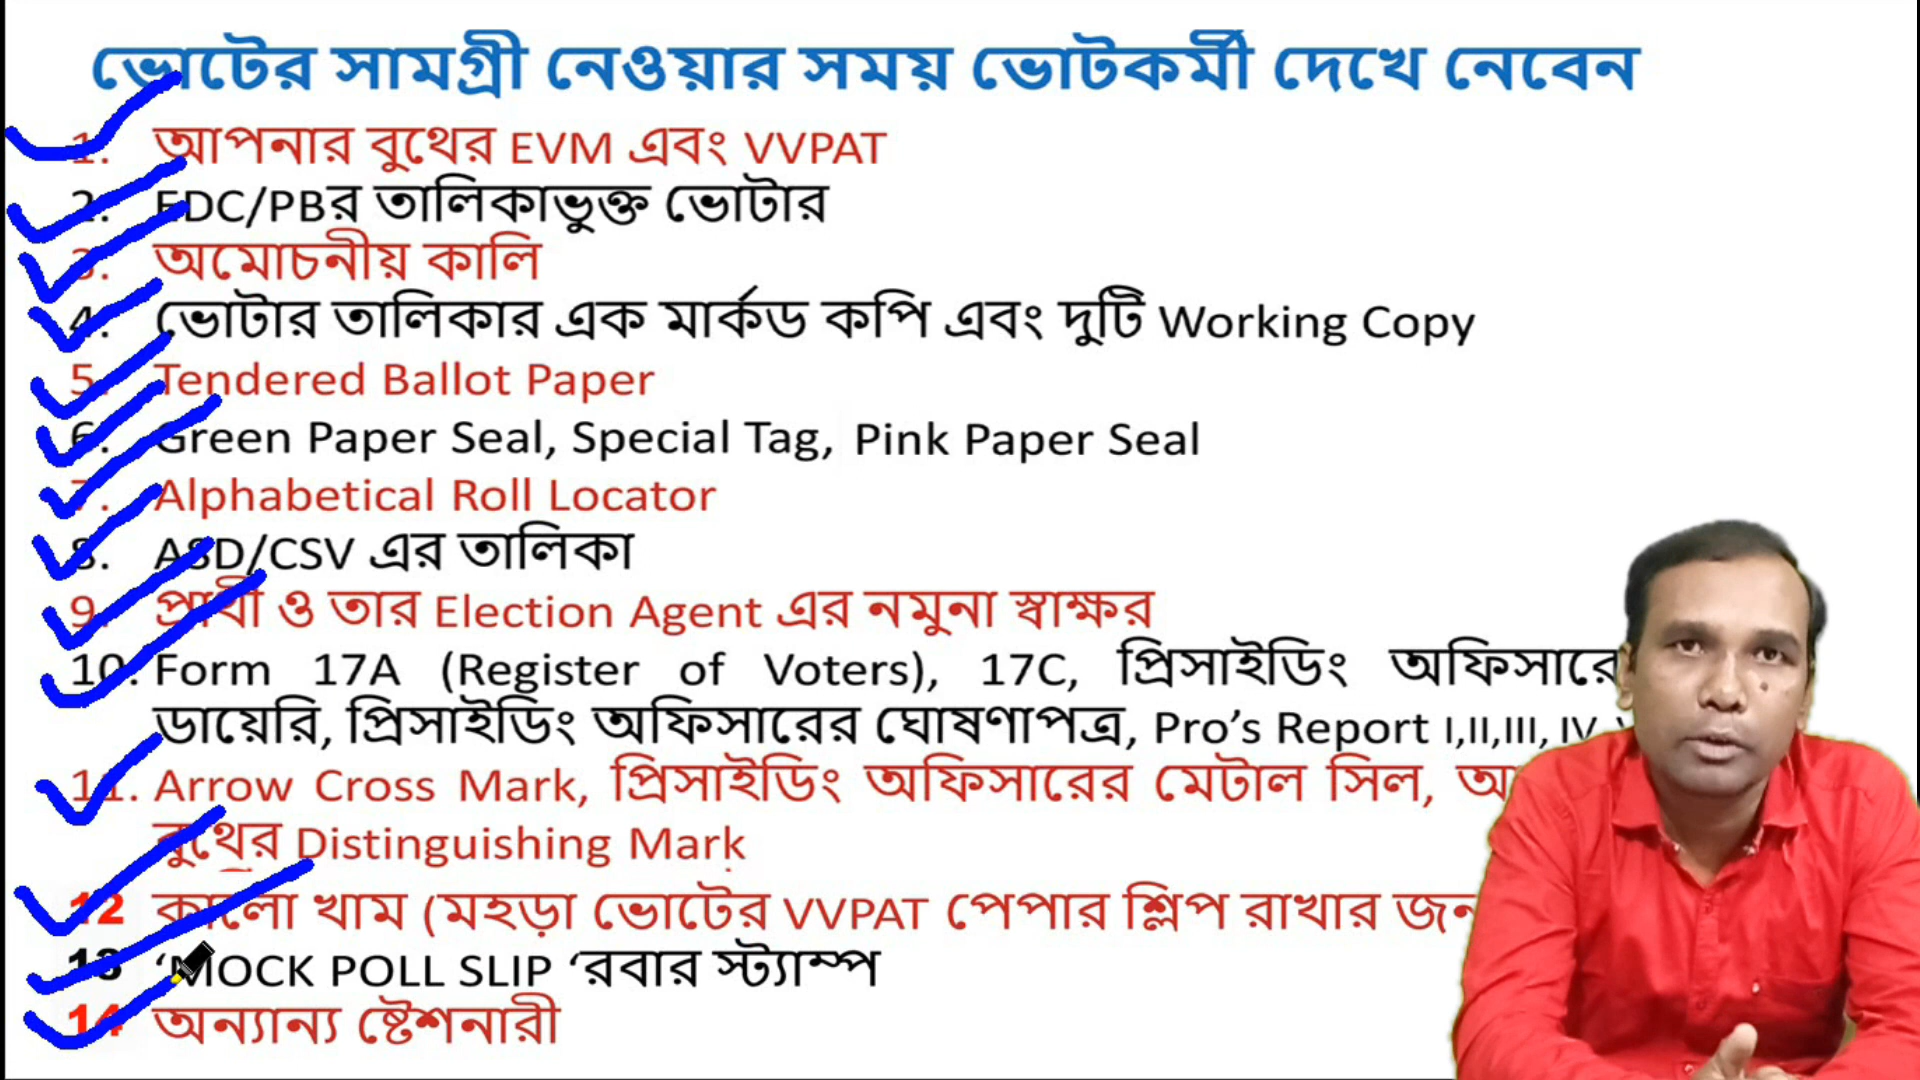 ভোটের সামগ্রী নেওয়ার সময় ভোটকর্মী দেখে নেবেন
1. আপনার বুথের EVM এবং VVPAT
2. EDC/PBর তালিকাভুক্ত ভোটার
3. অমোচনীয় কালি
4. ভোটার তালিকার এক মার্কড কপি এবং দুটি Working Copy
5. Tendered Ballot Paper
6. Green Paper Seal, Special Tag, Pink Paper Seal
7. Alphabetical Roll Locator
8. ASD/CSV এর তালিকা
9. প্রার্থী ও তার Election Agent এর নমুনা স্বাক্ষর
10. Form 17A (Register of Voters), 17C, প্রিসাইডিং
ডায়েরি, প্রিসাইডিং অফিসারের ঘোষণাপত্র, Pro’s Report I,II,III, IV
11. Arrow Cross Mark, প্রিসাইডিং অফিসারের মেটাল সিল,
বুথের Distinguishing Mark
12 কালো খাম (মহড়া ভোটের VVPAT পেপার স্লিপ রাখার
13 ‘MOCK POLL SLIP ‘রবার স্ট্যাম্প
14 অন্যান্য ষ্টেশনারী